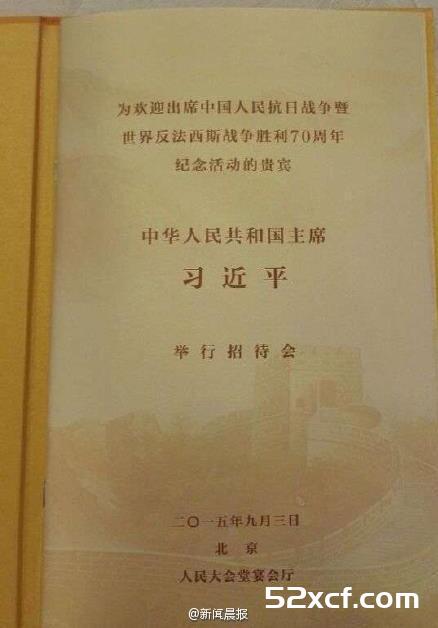 为欢迎出席中国人民抗日战争暨
世界反法西斯战争胜利70周年
纪念活动的贵宾
中华人民共和国主席
习近平
举行招待会
二〇一五年九月三日
北京
人民大会堂宴会厅
@新闻晨报
52xcf.com